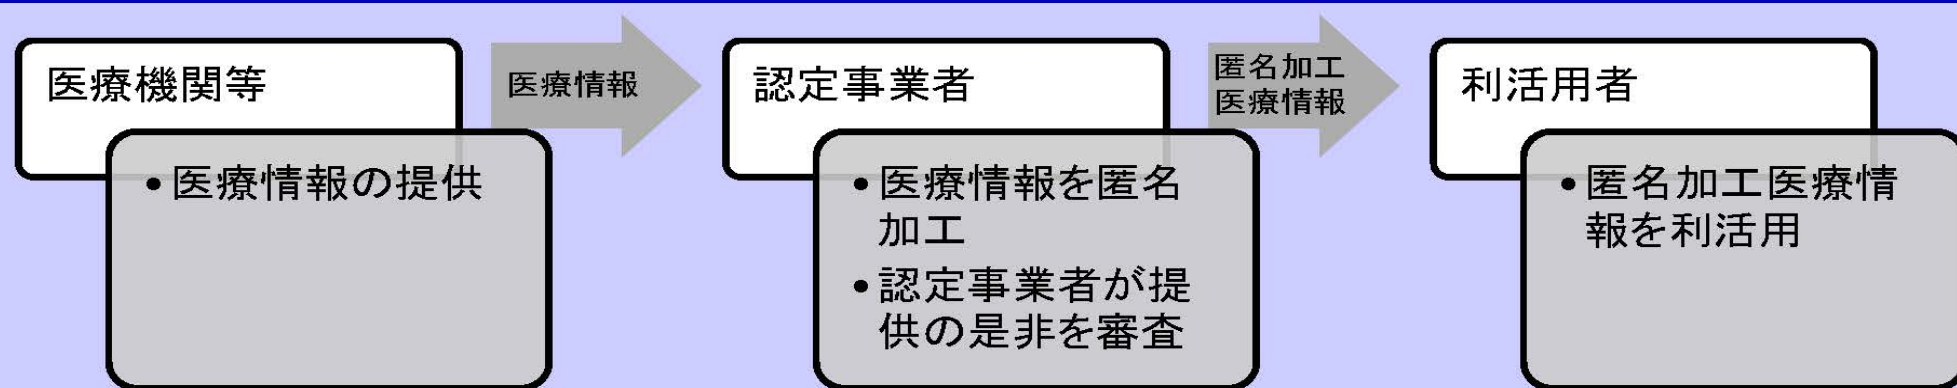 医療機関等
• 医療情報の提供
医療情報
認定事業者
• 医療情報を匿名
加工
• 認定事業者が提
供の是非を審査
匿名加工
医療情報
利活用者
• 匿名加工医療情
報を利活用